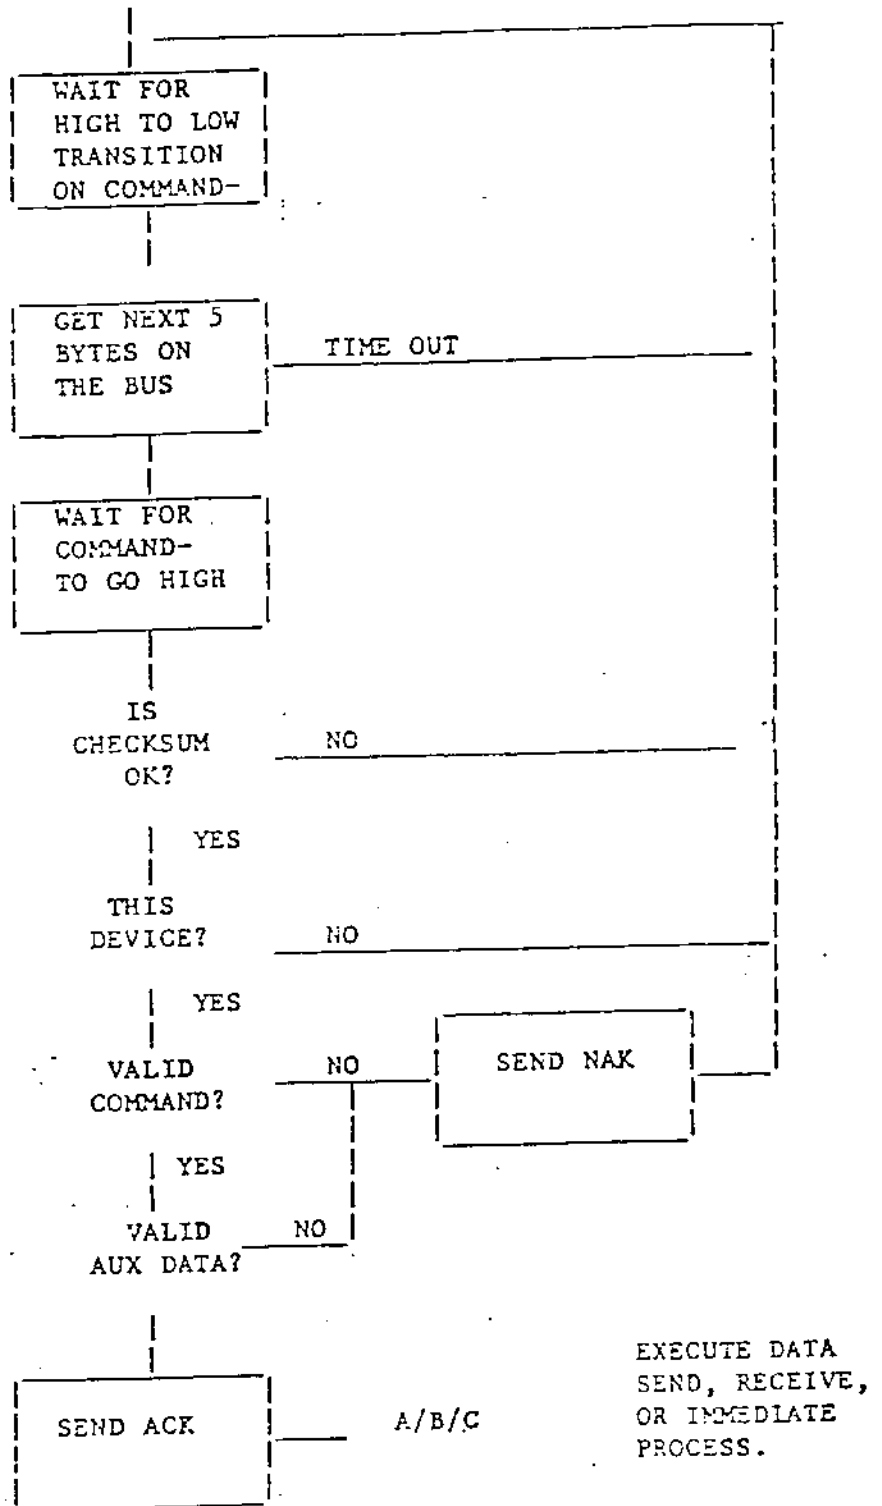 WAIT FOR
HIGH TO LOW
TRANSITION
ON COMMAND-
GET NEXT 5
BYTES ON
THE BUS
TIME OUT
WAIT FOR
COMMAND-
TO GO HIGH
IS
CHECKSUM
OK?
NO
YES
THIS
DEVICE?
NO
YES
VALID
COMMAND?
NO
SEND NAK
YES
VALID
AUX DATA?
NO
SEND ACK
A/B/C
EXECUTE DATA
SEND, RECEIVE,
OR IMMEDIATE
PROCESS.